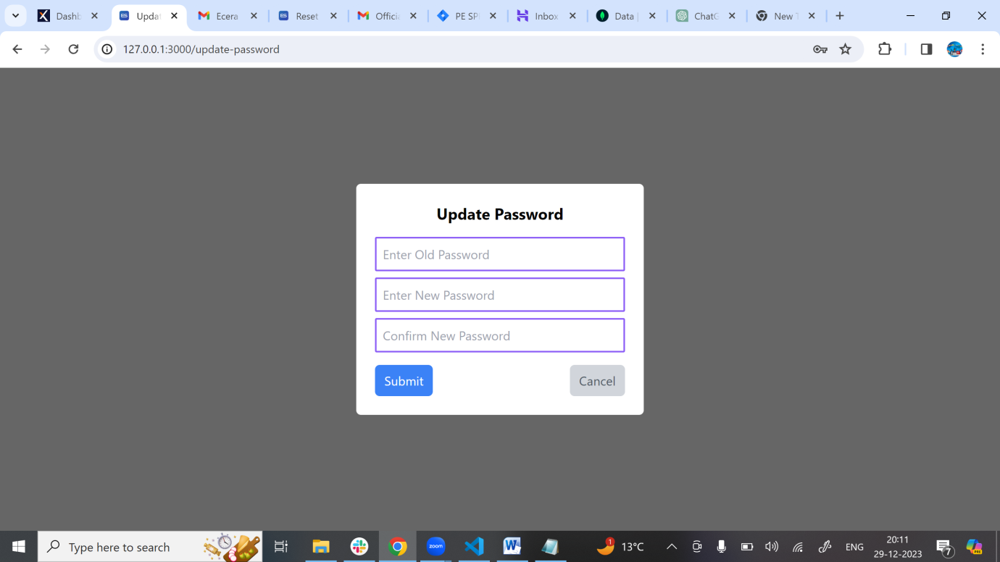 Dashb
Updat
Ecera
Reset
Officia
PE SP
Inbox
Data
ChatG
New
127.0.0.1:3000/update-password
Update Password
Enter Old Password
Enter New Password
Confirm New Password
Submit
Cancel
Type here to search
zoom
1
13°C
ENG
20:11
29-12-2023
7
PRE